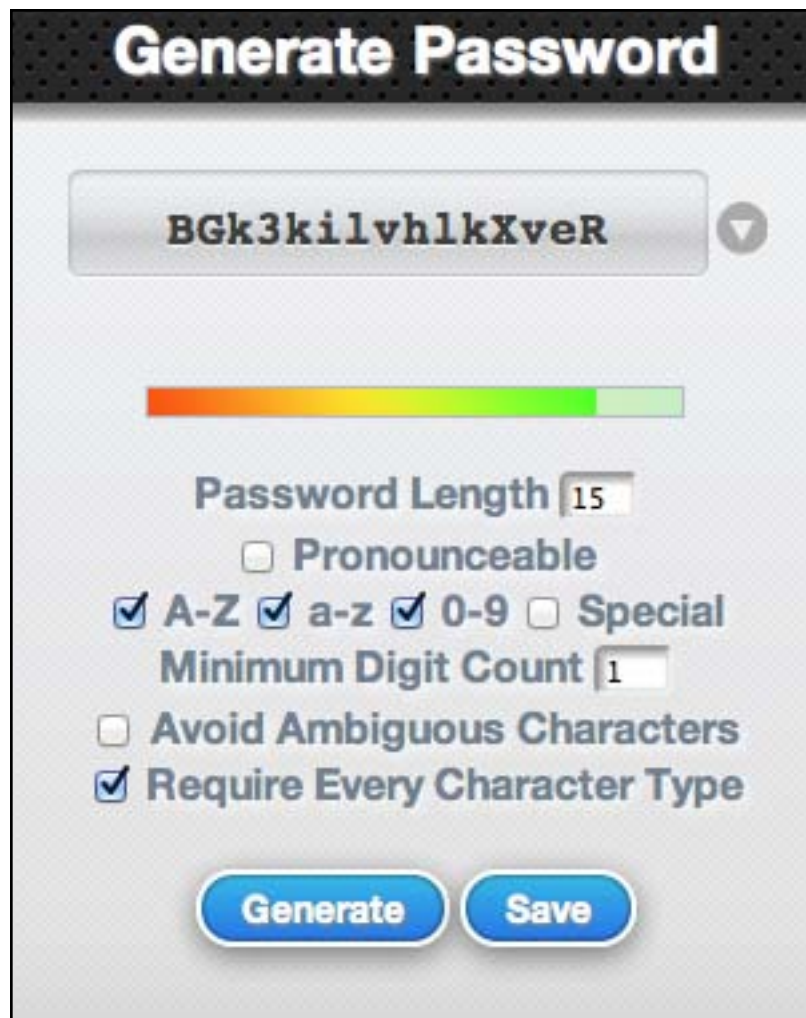 Generate Password
BGk3kilvhlkXveR
Password Length 15
Pronounceable
A-Z a-z 0-9 Special
Minimum Digit Count 1
Avoid Ambiguous Characters
Require Every Character Type
Generate Save